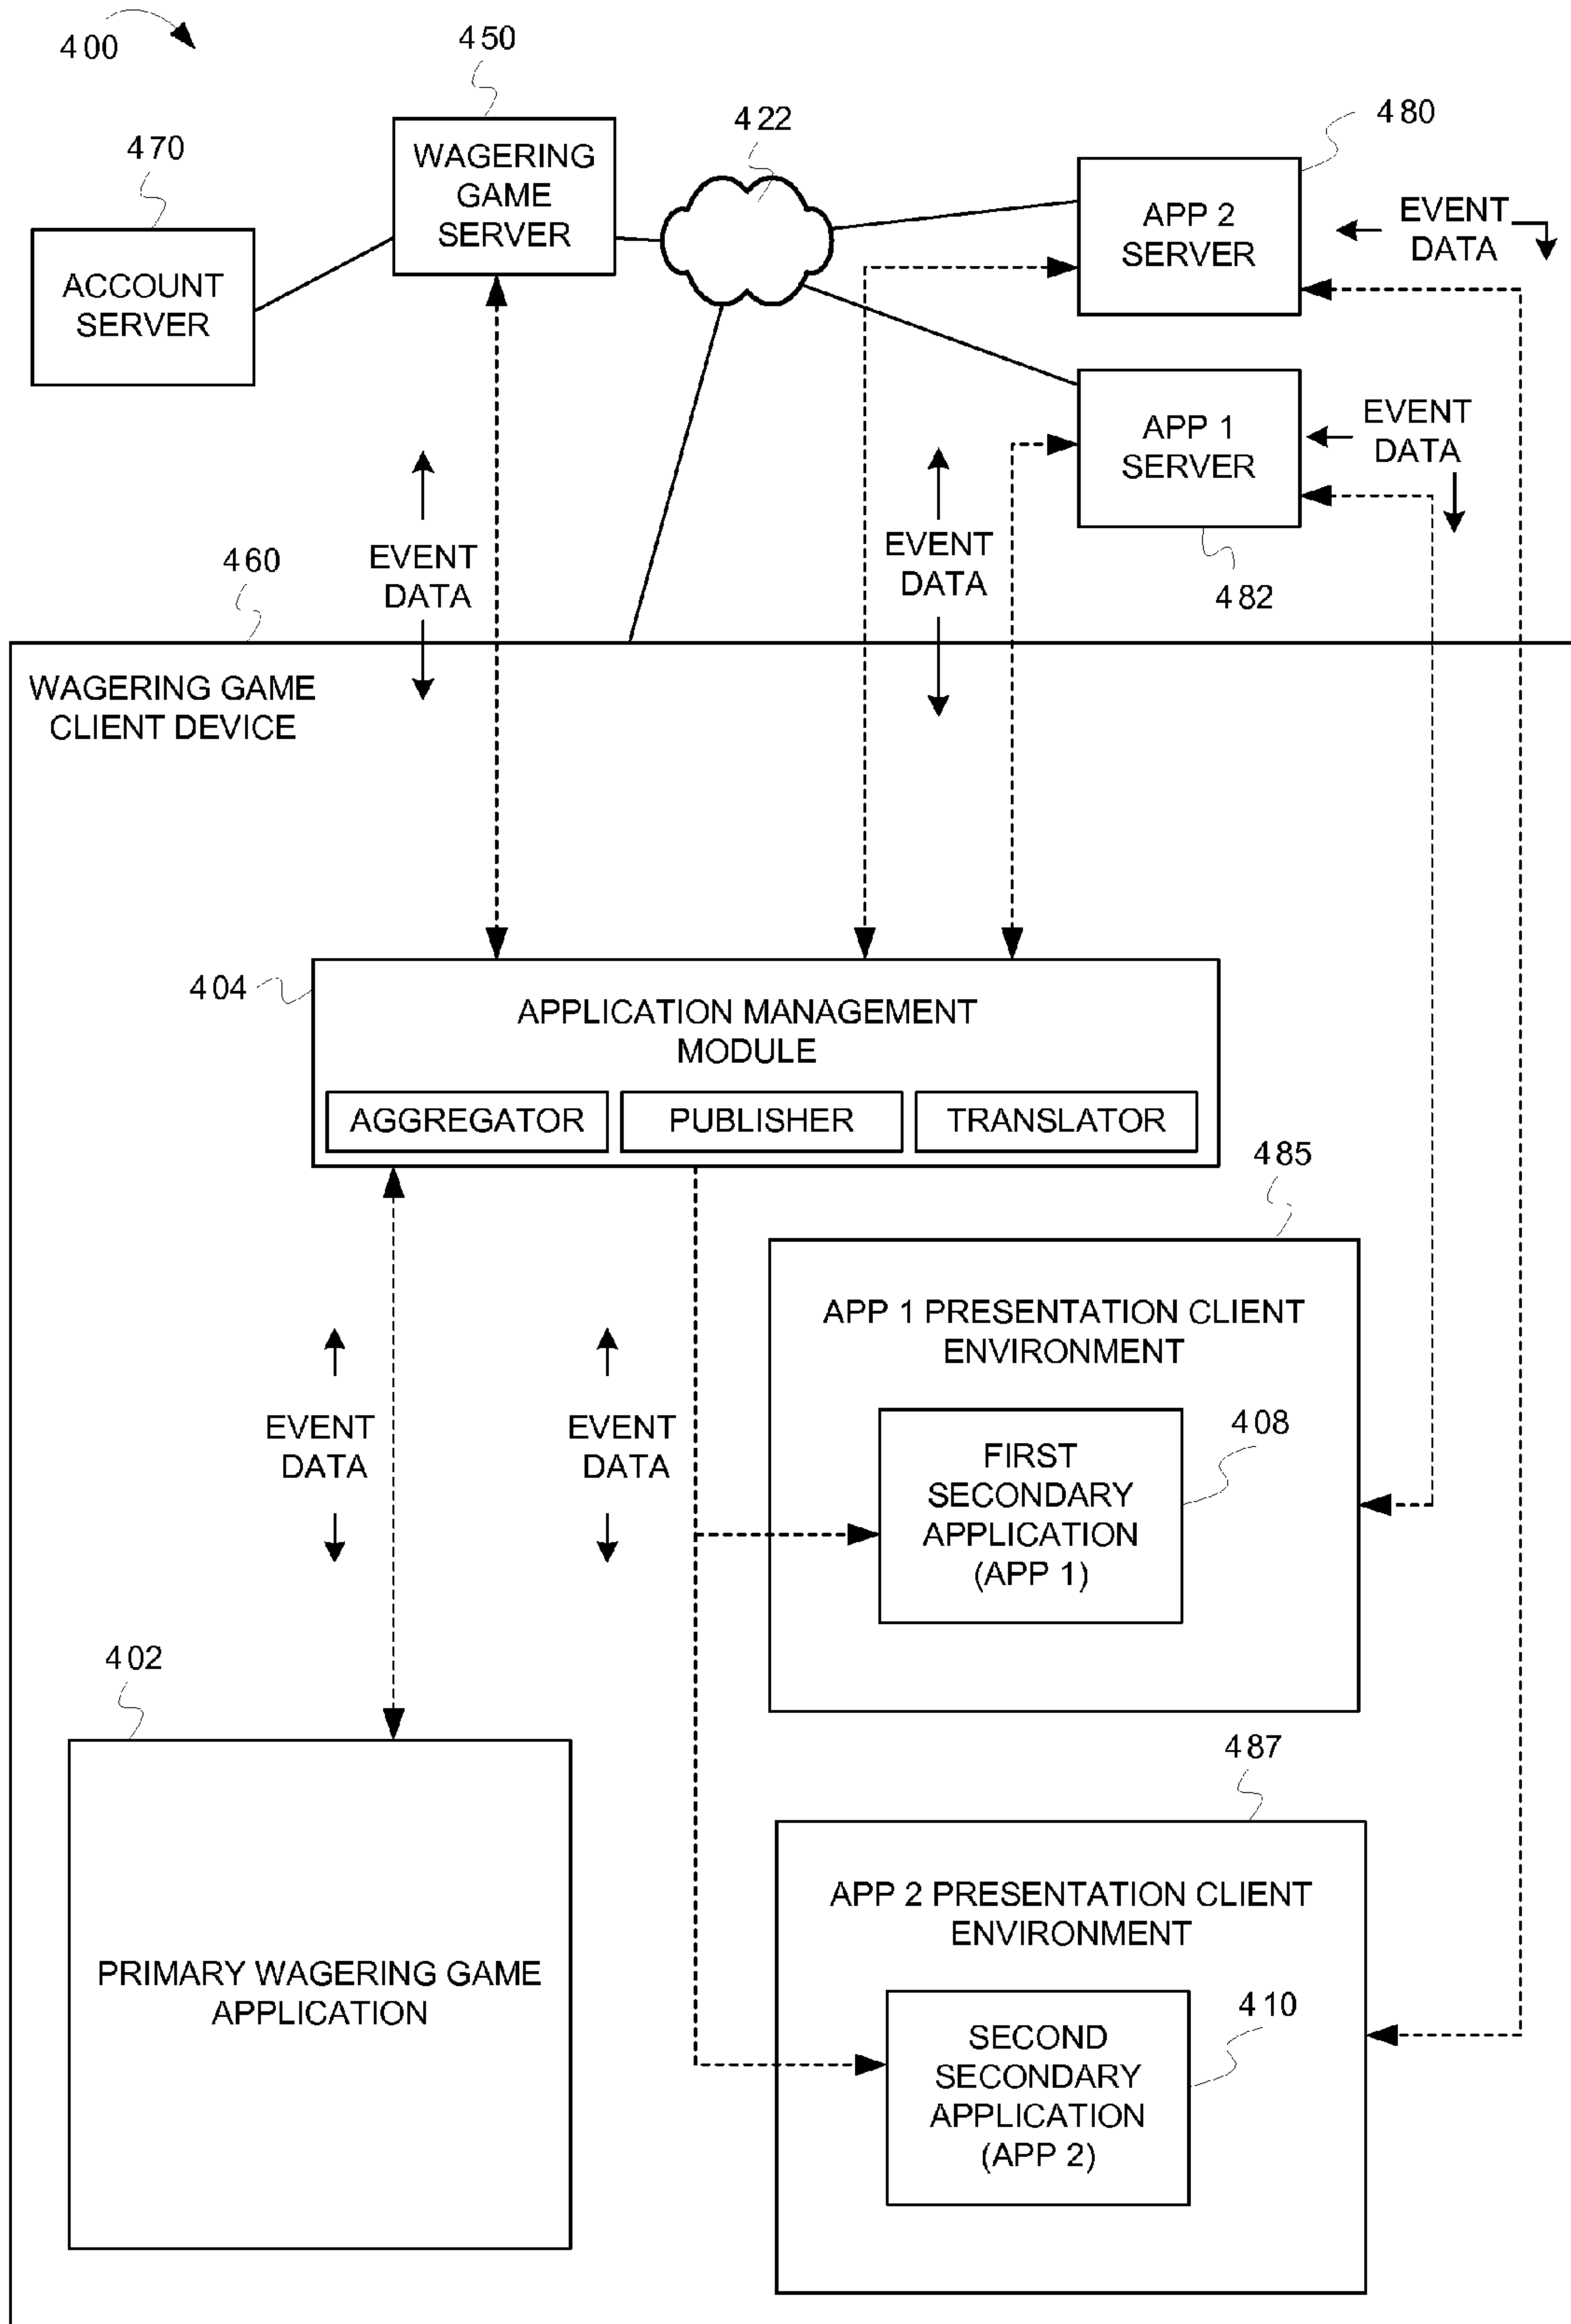 400
450
422
480
470
WAGERING
GAME
SERVER
APP 2
SERVER
EVENT
DATA
ACCOUNT
SERVER
APP 1
SERVER
EVENT
DATA
482
460
EVENT
DATA
EVENT
DATA
WAGERING GAME
CLIENT DEVICE
404
APPLICATION MANAGEMENT
MODULE
AGGREGATOR
PUBLISHER
TRANSLATOR
485
APP 1 PRESENTATION CLIENT
ENVIRONMENT
EVENT
DATA
EVENT
DATA
408
FIRST
SECONDARY
APPLICATION
(APP 1)
402
487
APP 2 PRESENTATION CLIENT
ENVIRONMENT
PRIMARY WAGERING GAME
APPLICATION
410
SECOND
SECONDARY
APPLICATION
(APP 2)